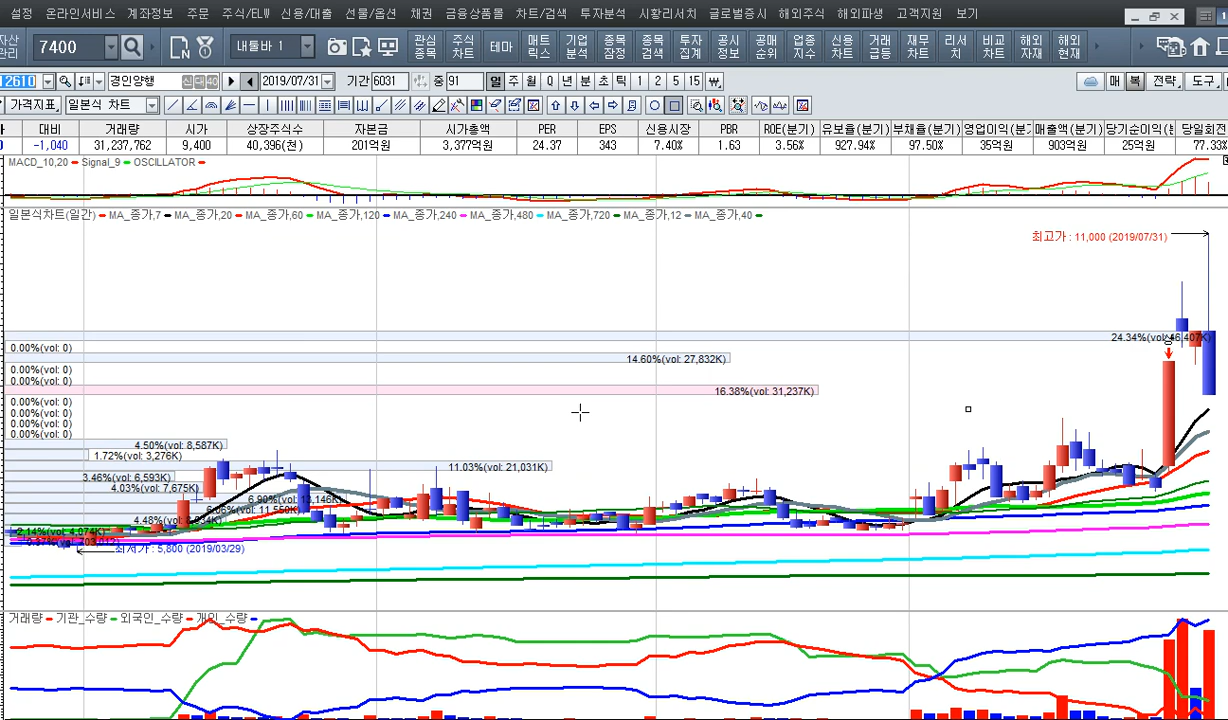 설정 온라인서비스 계좌정보 주문 주식/ELW 신용/대출 선물/옵션 채권 금융상품몰 차트/검색 투자분석 시황리서치 글로벌증시 해외주식 해외파생 고객지원 보기
자산관리 7400 내툴바 1 관심종목 주식차트 테마 매트릭스 기업분석 종목잠정 종목검색 투자집계 공시정보 공매순위 업종지수 신용차트 거래급등 재무차트 리서치 비교차트 해외자재 해외현재
12610 경인양행 신 대 40 2019/07/31 기간 6031 중 91 일 주 월 Q 년 분 초 틱 1 2 3 5 15 매 복 전략 도구
가격지표 일본식 차트
대비 거래량 시가 상장주식수 자본금 시가총액 PER EPS 신용시장 PBR ROE(분기) 유보율(분기) 부채율(분기) 영업이익(분기 매출액(분기) 당기순이익( 당일회전
-1,040 31,237,762 9,400 40,396(천) 201억원 3,377억원 24.37 343 7.40% 1.63 3.56% 927.94% 97.50% 35억원 903억원 25억원 77.33%
MACD_10,20 Signal_9 OSCILLATOR
일본식차트(일간) MA_종가,7 MA_종가,20 MA_종가,60 MA_종가,120 MA_종가,240 MA_종가,480 MA_종가,720 MA_종가,12 MA_종가,40
최고가 : 11,000 (2019/07/31)
24.34%(vol: 46,407K)
0.00%(vol: 0)
14.60%(vol: 27,832K)
0.00%(vol: 0)
0.00%(vol: 0)
16.38%(vol: 31,237K)
0.00%(vol: 0)
0.00%(vol: 0)
0.00%(vol: 0)
0.00%(vol: 0)
4.50%(vol: 8,587K)
1.72%(vol: 3,276K)
11.03%(vol: 21,031K)
3.46%(vol: 6,593K)
4.03%(vol: 7,675K)
6.90%(vol: 13,146K)
6.06%(vol: 11,550K)
4.48%(vol:
2.14%(vol: 4,074K)
최저가 : 5,800 (2019/03/29)
거래량 기관_수량 외국인_수량 개인_수량